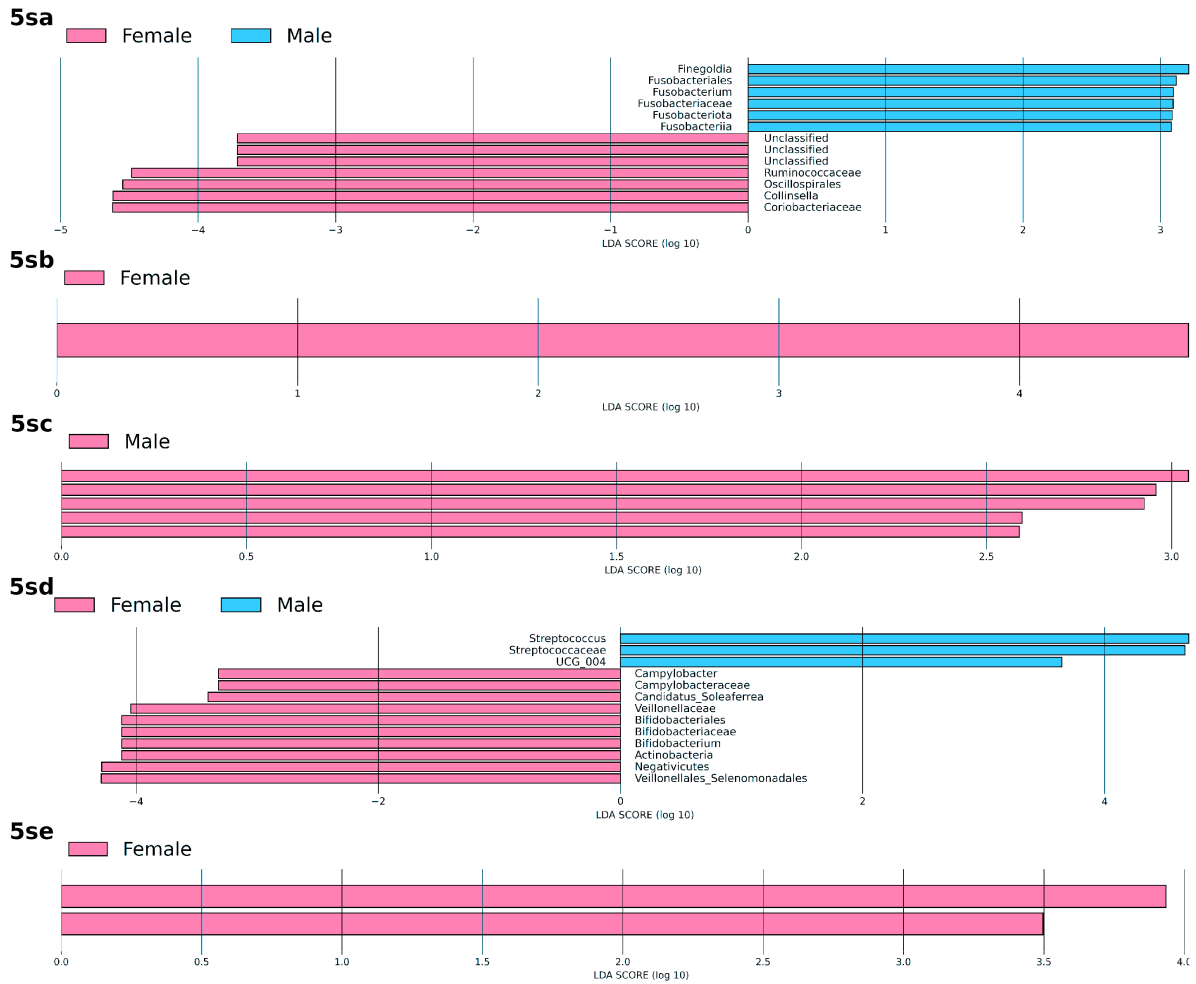 5sa
Female Male
Finegoldia
Fusobacteriales
Fusobacterium
Fusobacteriaceae
Fusobacteriota
Fusobacteriia
Unclassified
Unclassified
Unclassified
Ruminococcaceae
Oscillospirales
Collinsella
Coriobacteriaceae
−5 −4 −3 −2 −1 0 1 2 3
LDA SCORE (log 10)
5sb
Female
0 1 2 3 4
LDA SCORE (log 10)
5sc
Male
0.0 0.5 1.0 1.5 2.0 2.5 3.0
LDA SCORE (log 10)
5sd
Female Male
Streptococcus
Streptococcaceae
UCG_004
Campylobacter
Campylobacteraceae
Candidatus_Soleaferrea
Veillonellaceae
Bifidobacteriales
Bifidobacteriaceae
Bifidobacterium
Actinobacteria
Negativicutes
Veillonellales_Selenomonadales
−4 −2 0 2 4
LDA SCORE (log 10)
5se
Female
0.0 0.5 1.0 1.5 2.0 2.5 3.0 3.5 4.0
LDA SCORE (log 10)